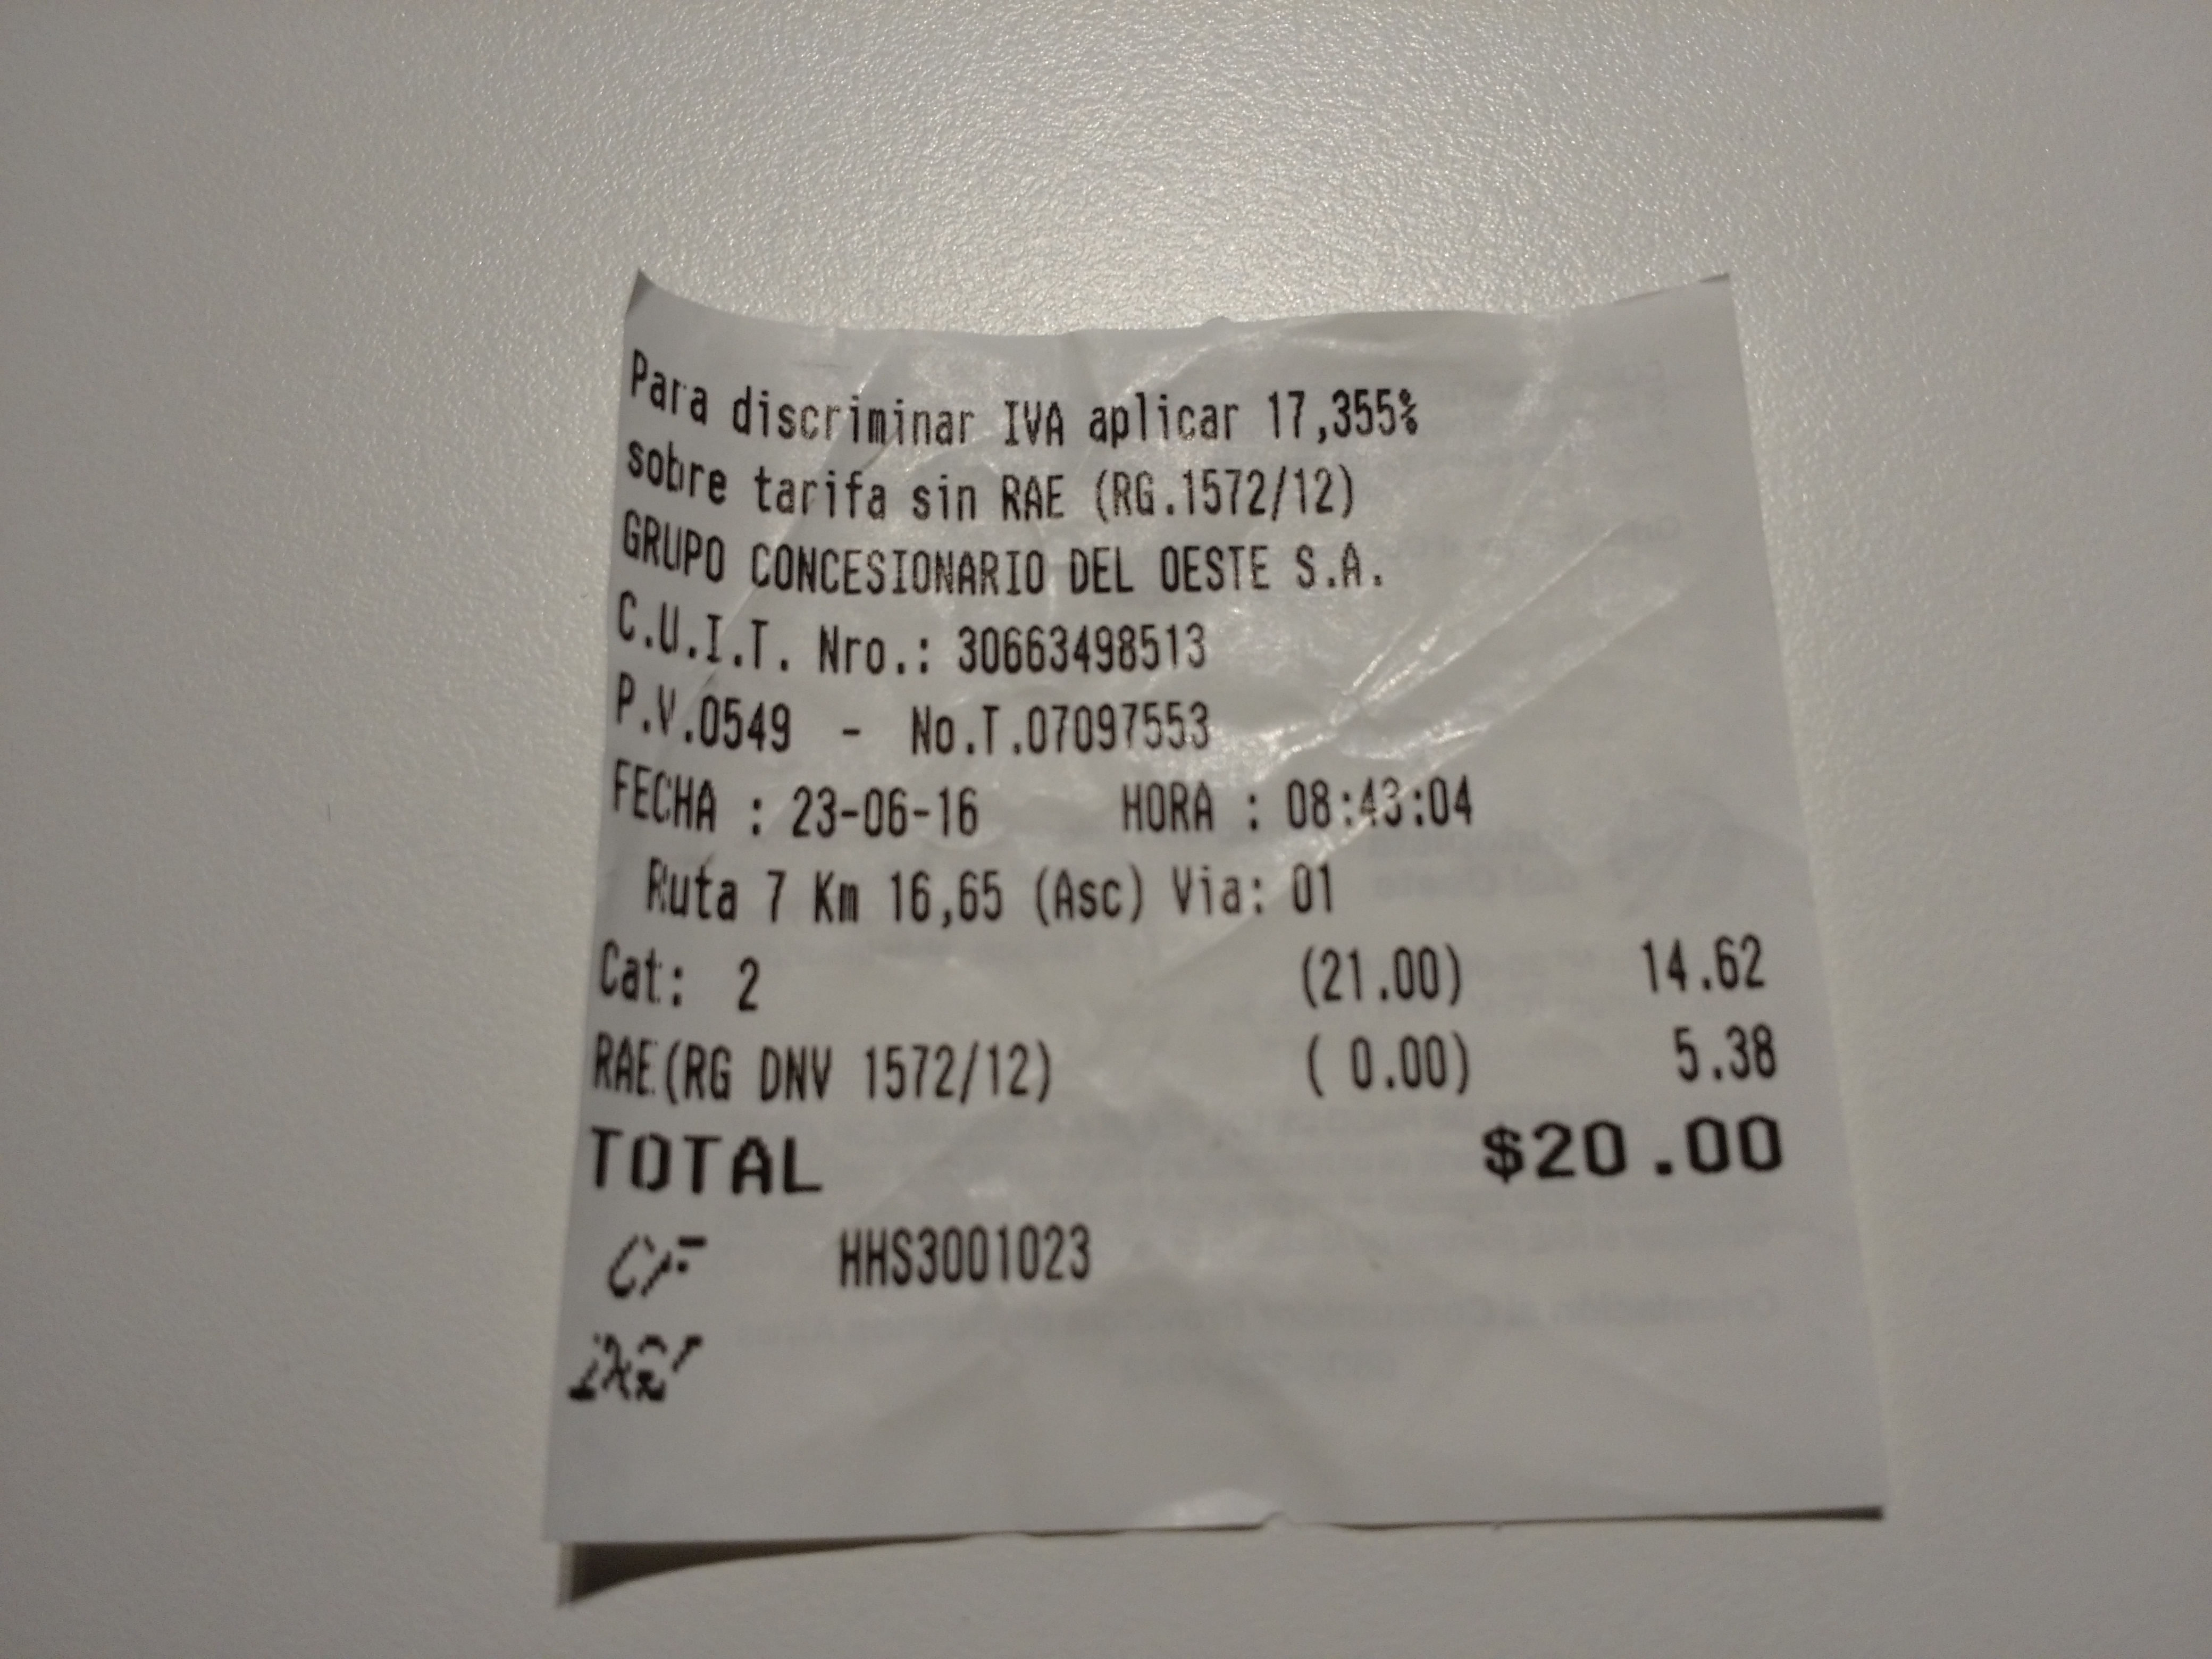 Para discriminar IVA aplicar 17,355%
sobre tarifa sin RAE (RG.1572/12)
GRUPO CONCESIONARIO DEL OESTE S.A.
C.U.I.T. Nro.: 30663498513
P.V.0549 - No.T.07097553
FECHA : 23-06-16 HORA : 08:43:04
Ruta 7 Km 16,65 (Asc) Via: 01
Cat: 2 (21.00) 14.62
RAE(RG DNV 1572/12) ( 0.00) 5.38
TOTAL $20.00
CF HHS3001023